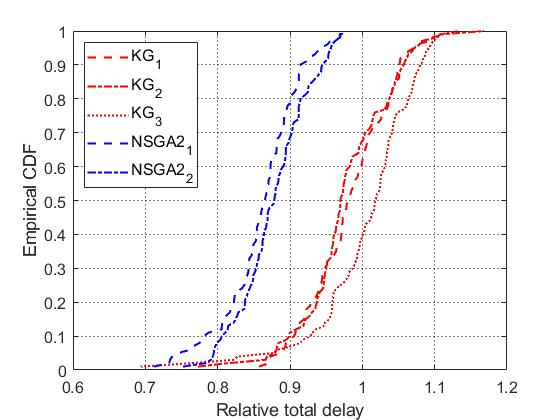 1
0.9
0.8
0.7
0.6
0.5
0.4
0.3
0.2
0.1
0
Empirical CDF
KG1
KG2
KG3
NSGA21
NSGA22
0.6 0.7 0.8 0.9 1 1.1 1.2
Relative total delay